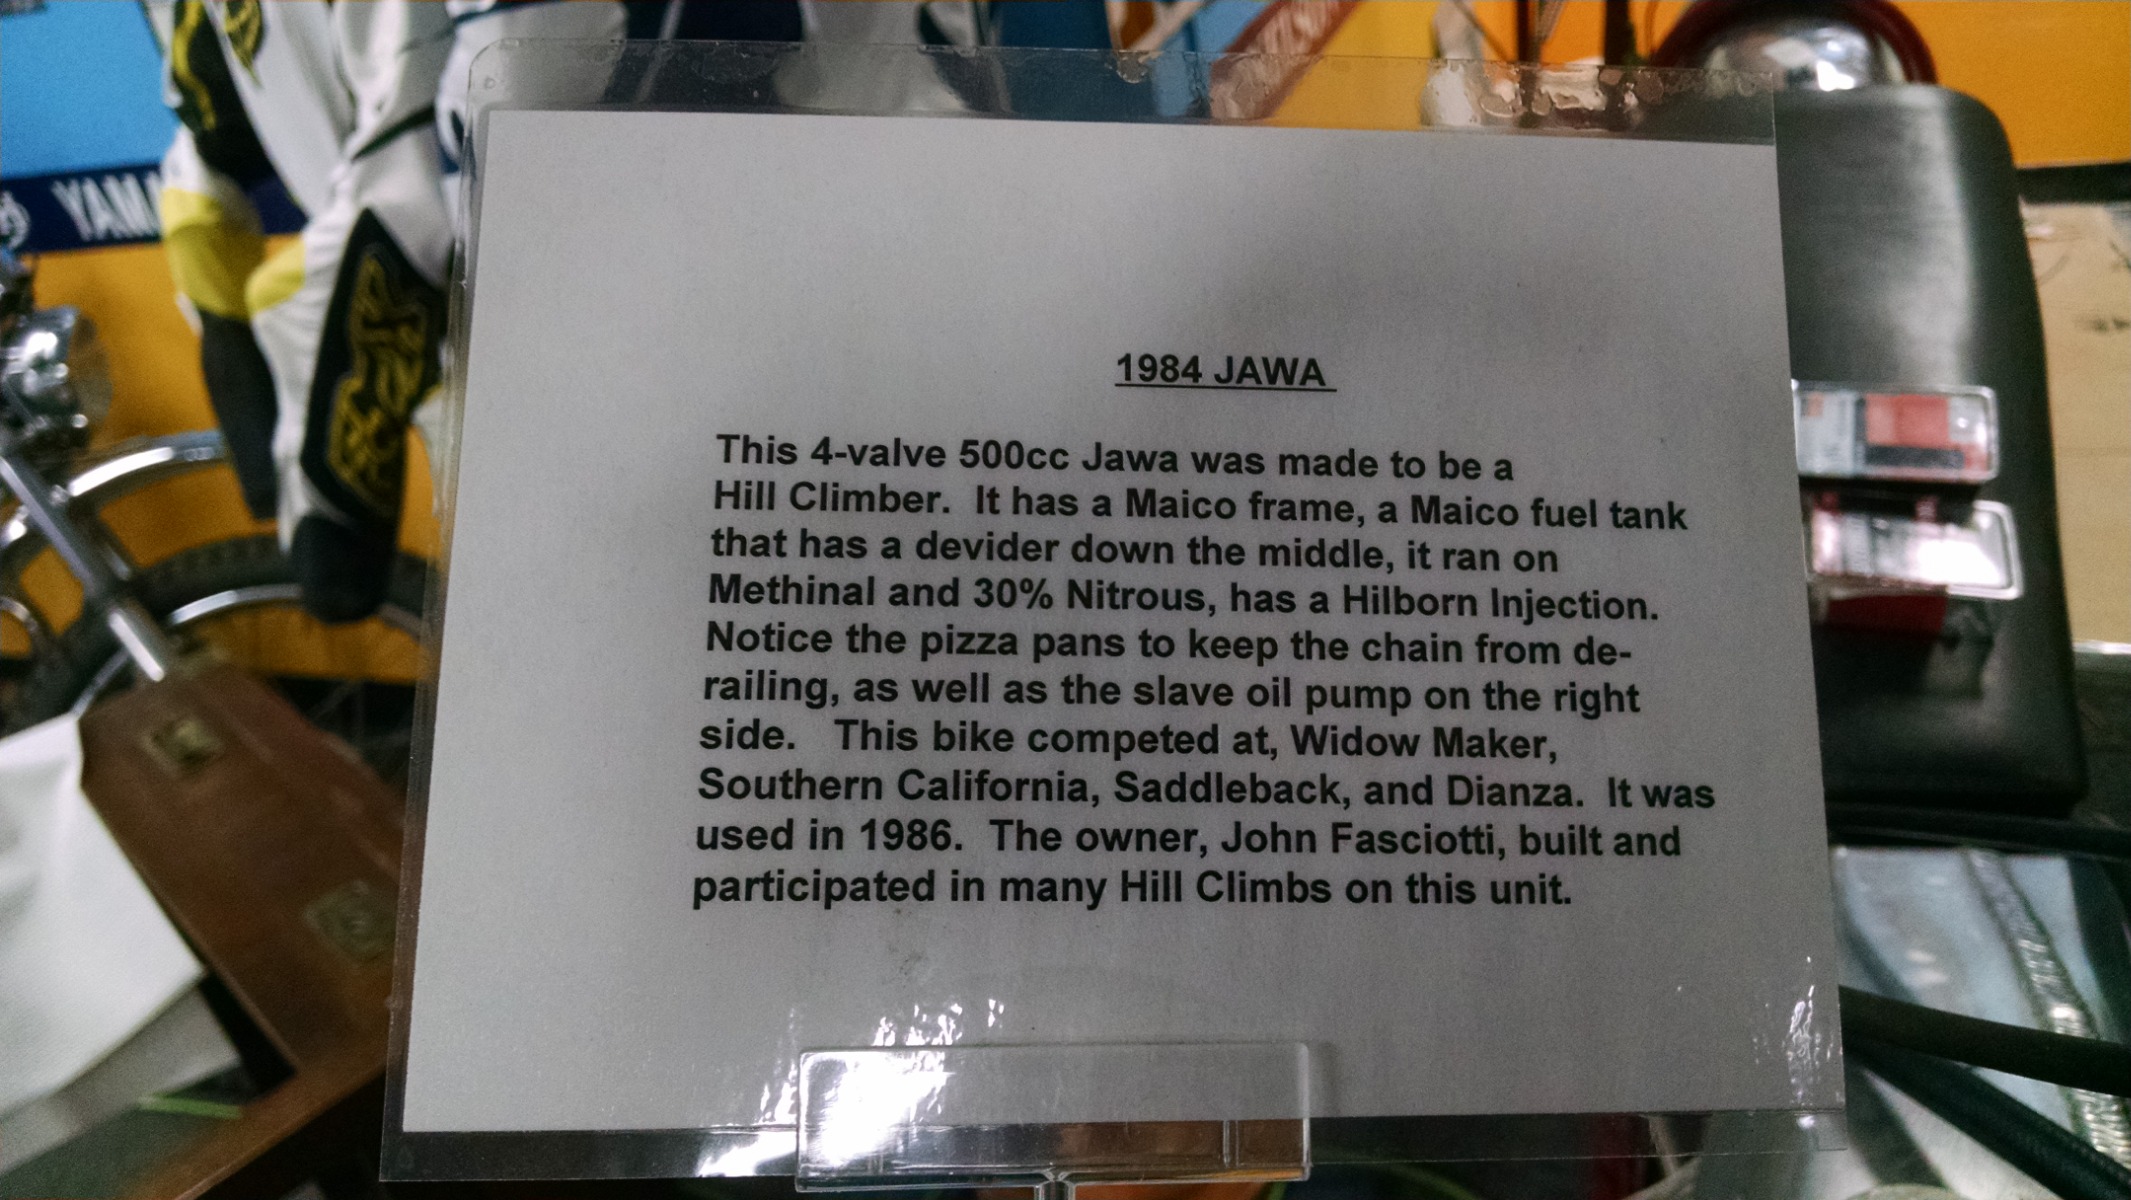 YAMA
1984 JAWA
This 4-valve 500cc Jawa was made to be a
Hill Climber. It has a Maico frame, a Maico fuel tank
that has a devider down the middle, it ran on
Methinal and 30% Nitrous, has a Hilborn Injection.
Notice the pizza pans to keep the chain from de-
railing, as well as the slave oil pump on the right
side. This bike competed at, Widow Maker,
Southern California, Saddleback, and Dianza. It was
used in 1986. The owner, John Fasciotti, built and
participated in many Hill Climbs on this unit.